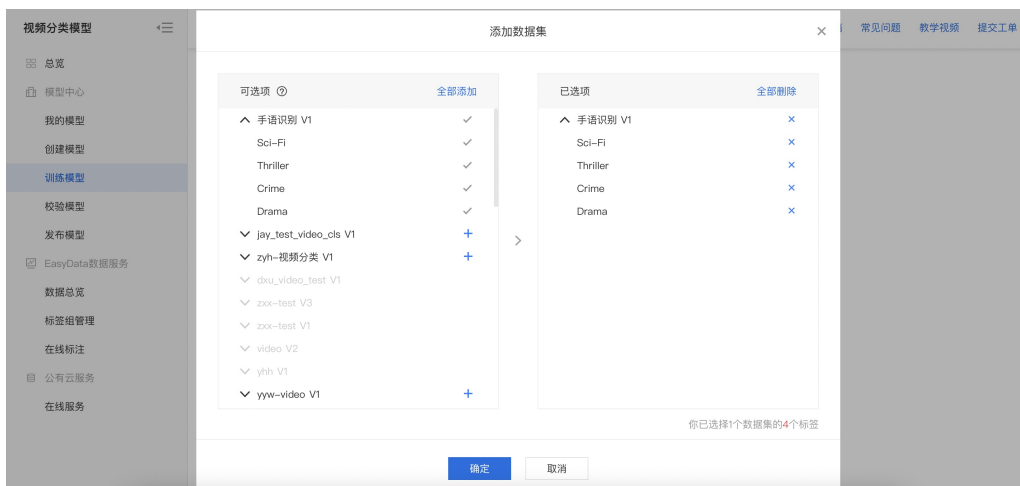 视频分类模型
添加数据集
常见问题 教学视频 提交工单
总览
模型中心
我的模型
创建模型
训练模型
校验模型
发布模型
EasyData数据服务
数据总览
标签组管理
在线标注
公有云服务
在线服务
可选项 全部添加
手语识别 V1
Sci-Fi
Thriller
Crime
Drama
jay_test_video_cls V1
zyh-视频分类 V1
dxu_video_test V1
zxx-test V3
zxx-test V1
video V2
yhh V1
yyw-video V1
已选项 全部删除
手语识别 V1
Sci-Fi
Thriller
Crime
Drama
你已选择1个数据集的4个标签
确定 取消